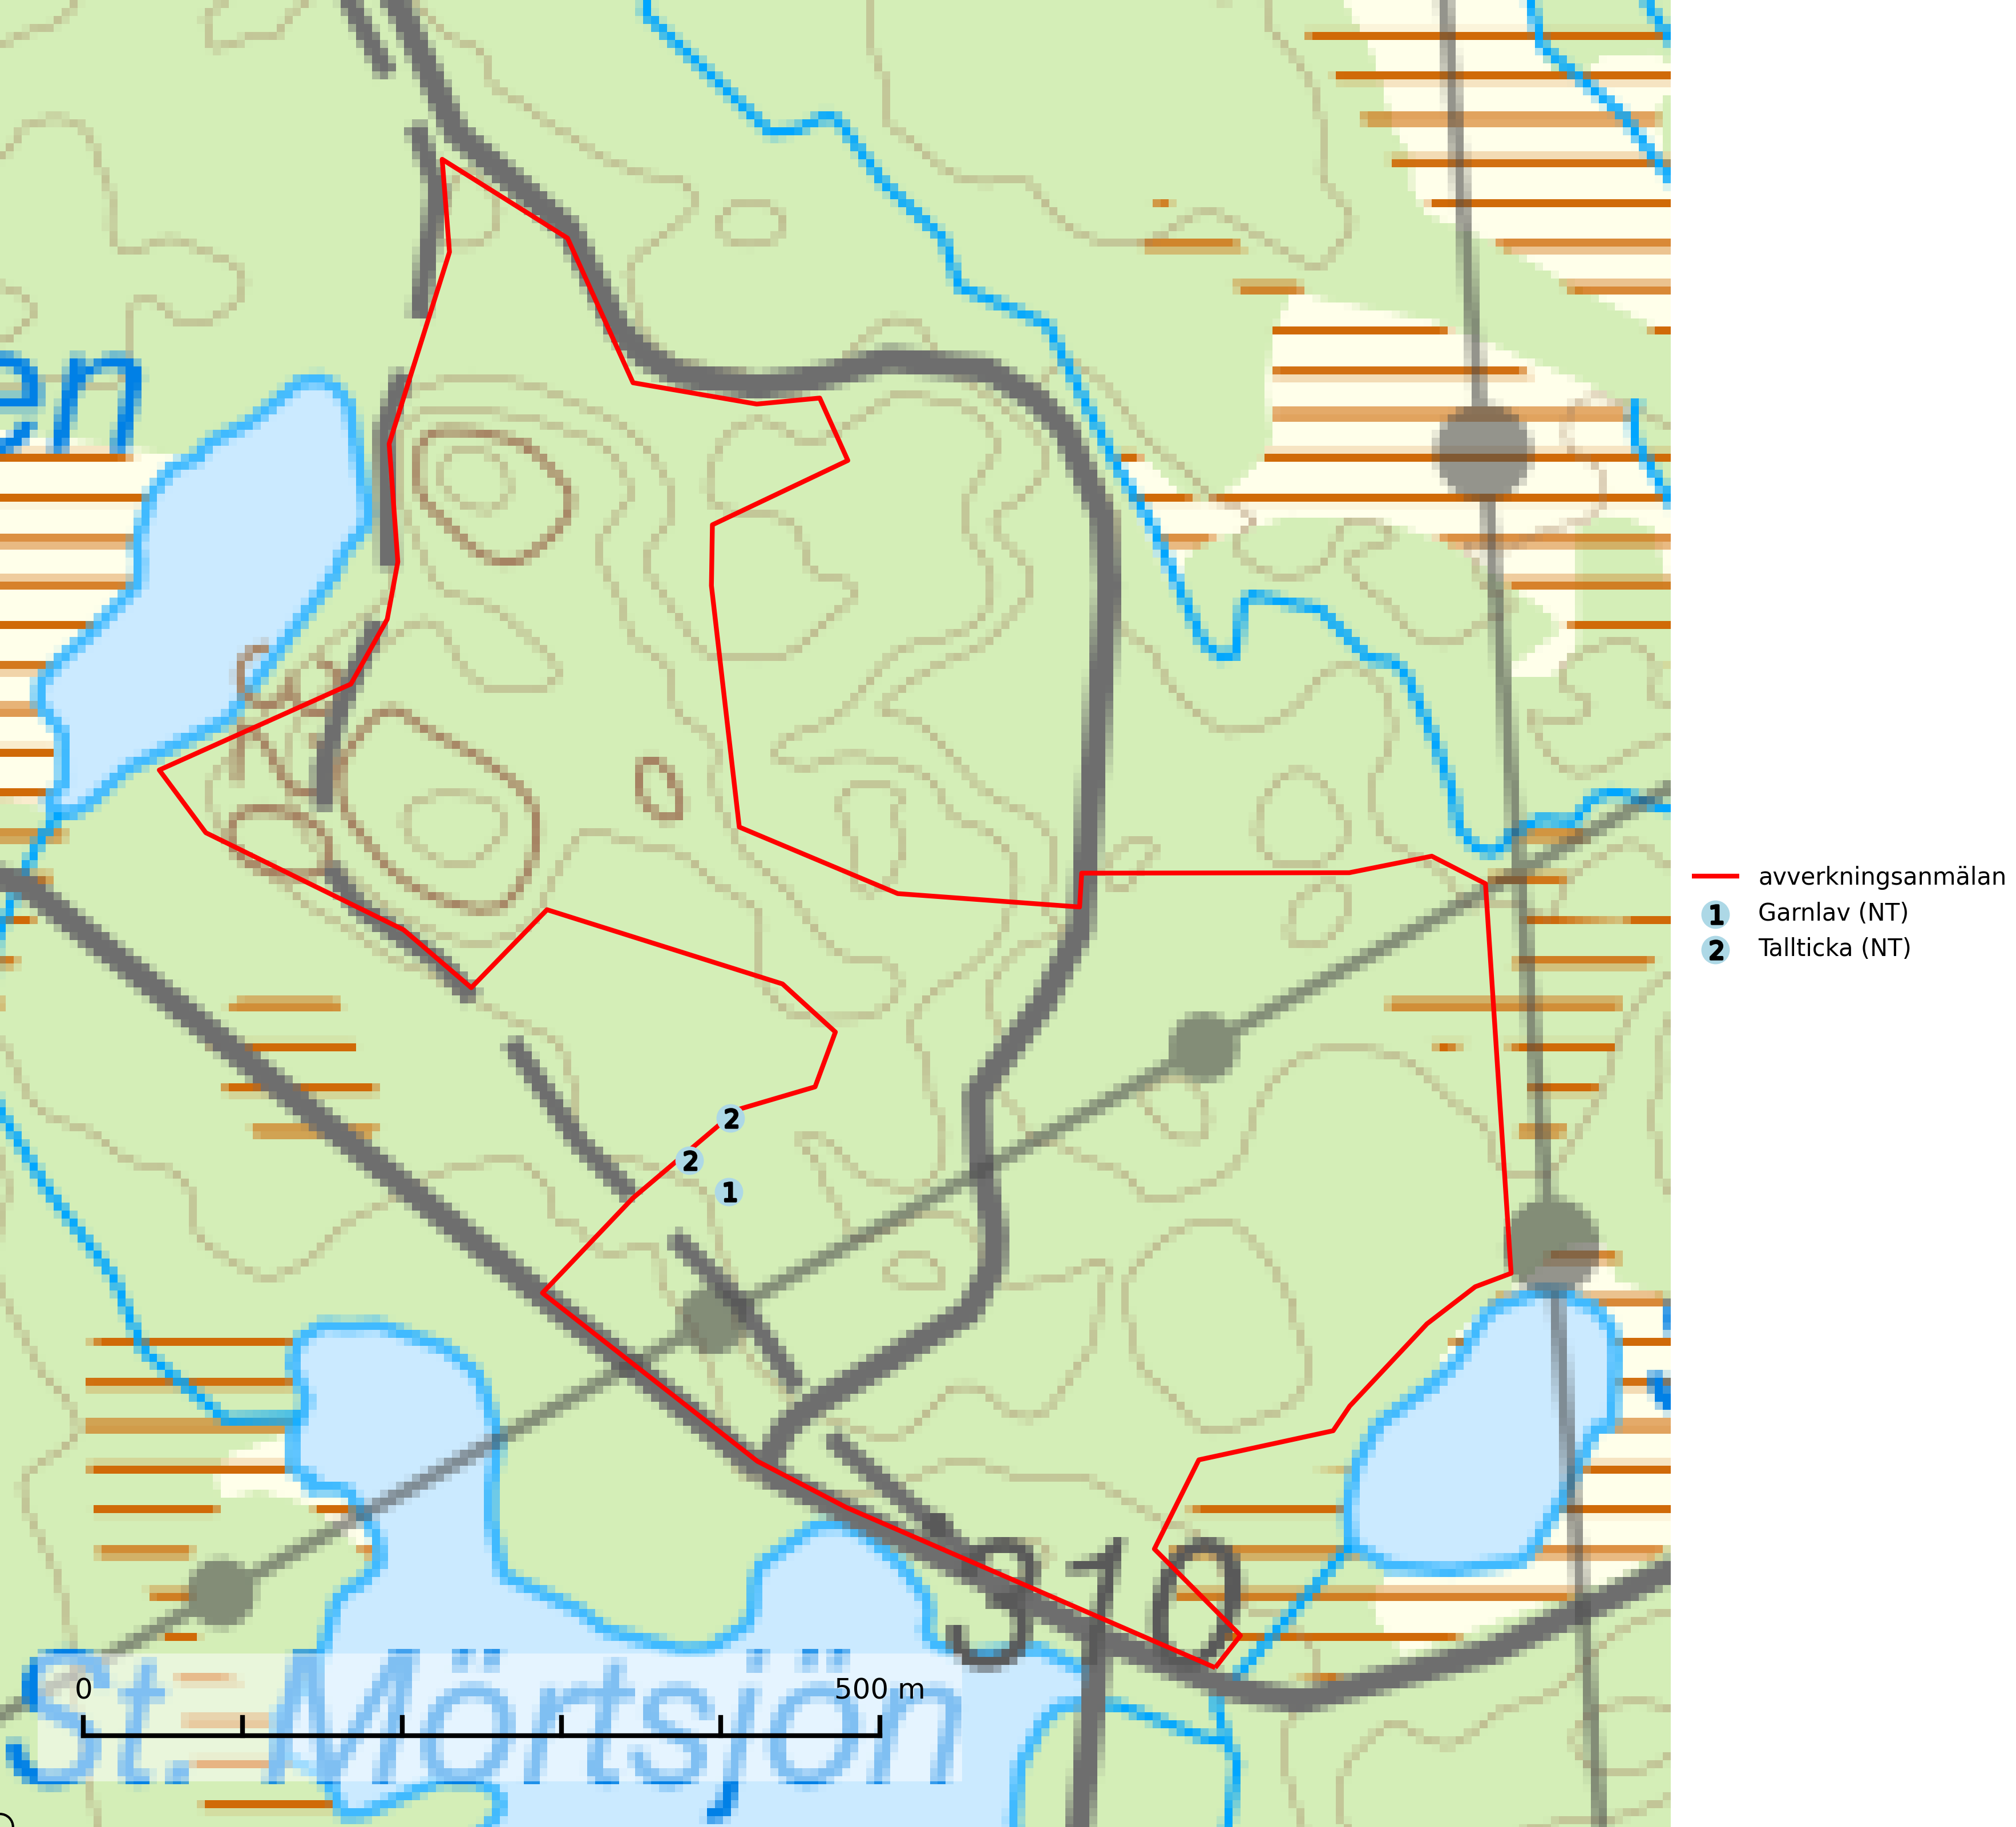 en
avverkningsanmälan
1 Garnlav (NT)
2 Tallticka (NT)
2
2
1
310
St. Mörtsjön
0 500 m